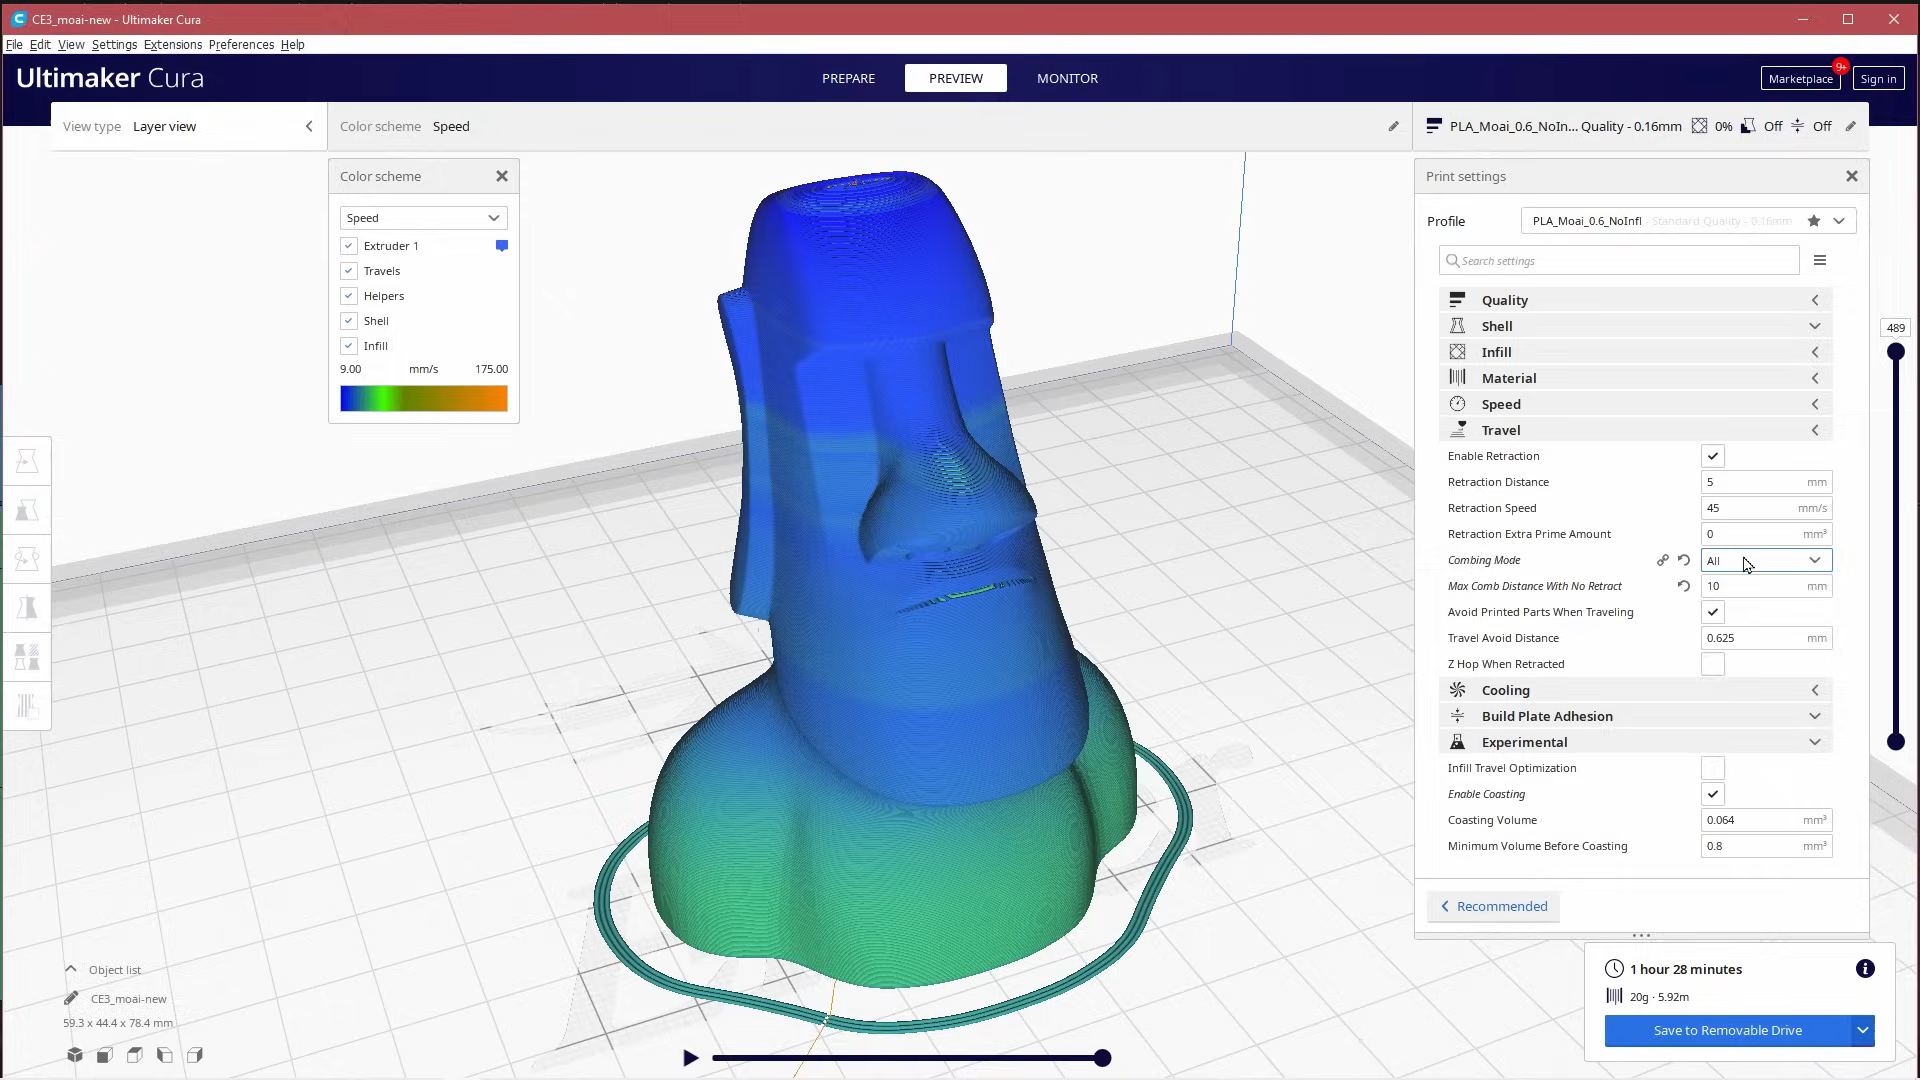 CE3_moai-new - Ultimaker Cura
File Edit View Settings Extensions Preferences Help
Ultimaker Cura
PREPARE PREVIEW MONITOR
Marketplace 9+ Sign in
View type Layer view
Color scheme Speed
PLA_Moai_0.6_NoIn... Quality - 0.16mm 0% Off Off
Color scheme
Speed
Extruder 1
Travels
Helpers
Shell
Infill
9.00 mm/s 175.00
Print settings
Profile PLA_Moai_0.6_NoInfl - Standard Quality - 0.16mm
Search settings
Quality
Shell
Infill
Material
Speed
Travel
Enable Retraction
Retraction Distance 5 mm
Retraction Speed 45 mm/s
Retraction Extra Prime Amount 0 mm³
Combing Mode All
Max Comb Distance With No Retract 10 mm
Avoid Printed Parts When Traveling
Travel Avoid Distance 0.625 mm
Z Hop When Retracted
Cooling
Build Plate Adhesion
Experimental
Infill Travel Optimization
Enable Coasting
Coasting Volume 0.064 mm³
Minimum Volume Before Coasting 0.8 mm³
Recommended
489
Object list
CE3_moai-new
59.3 x 44.4 x 78.4 mm
1 hour 28 minutes
20g · 5.92m
Save to Removable Drive